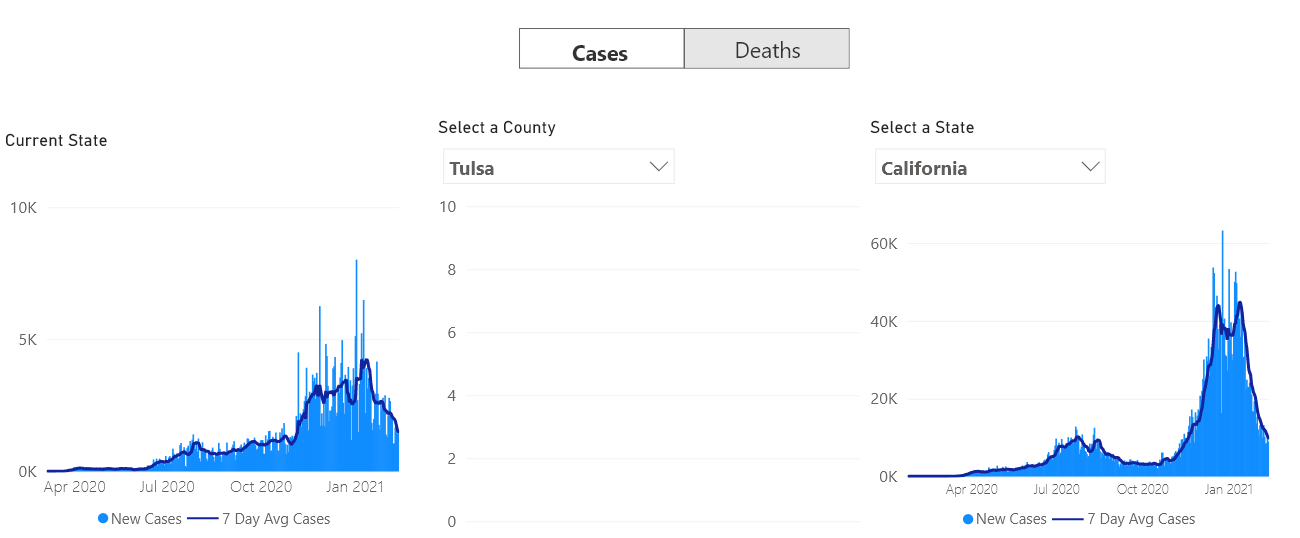 Cases
Deaths
Current State
10K
5K
0K
Apr 2020 Jul 2020 Oct 2020 Jan 2021
New Cases 7 Day Avg Cases
Select a County
Tulsa
10
8
6
4
2
0
Select a State
California
60K
40K
20K
0K
Apr 2020 Jul 2020 Oct 2020 Jan 2021
New Cases 7 Day Avg Cases